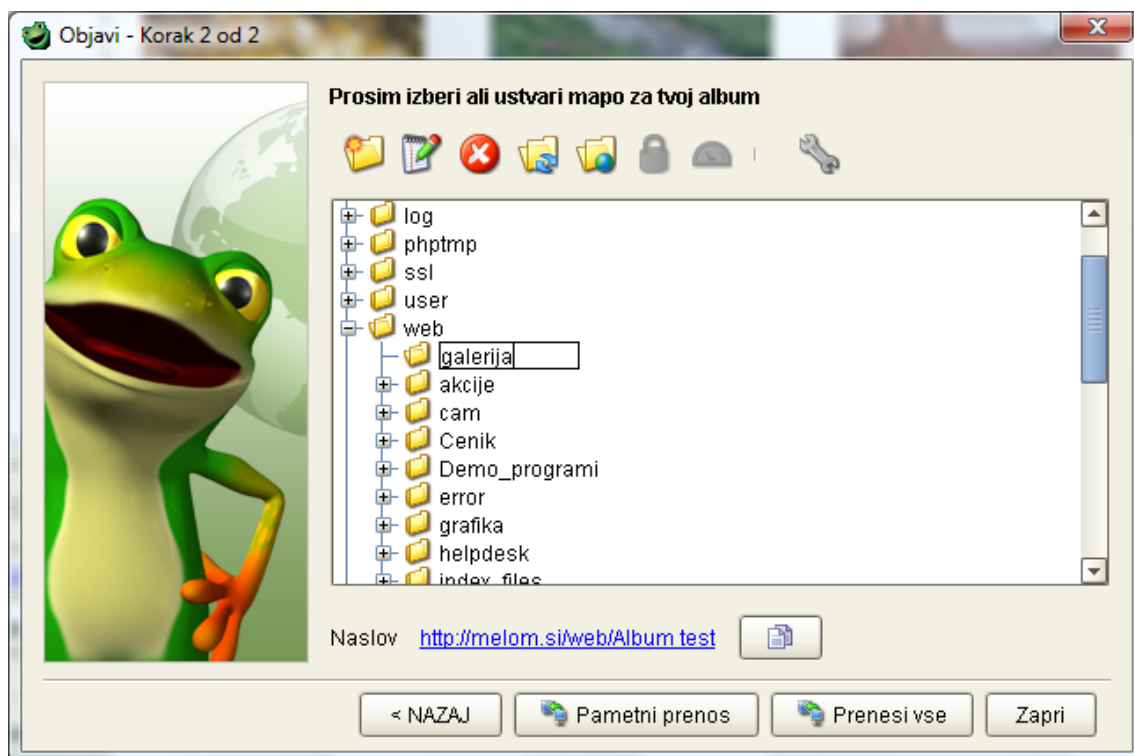 Objavi - Korak 2 od 2
Prosim izberi ali ustvari mapo za tvoj album
log
phptmp
ssl
user
web
galerija
akcije
cam
Cenik
Demo_programi
error
grafika
helpdesk
index_files
Naslov http://melom.si/web/Album test
< NAZAJ Pametni prenos Prenesi vse Zapri